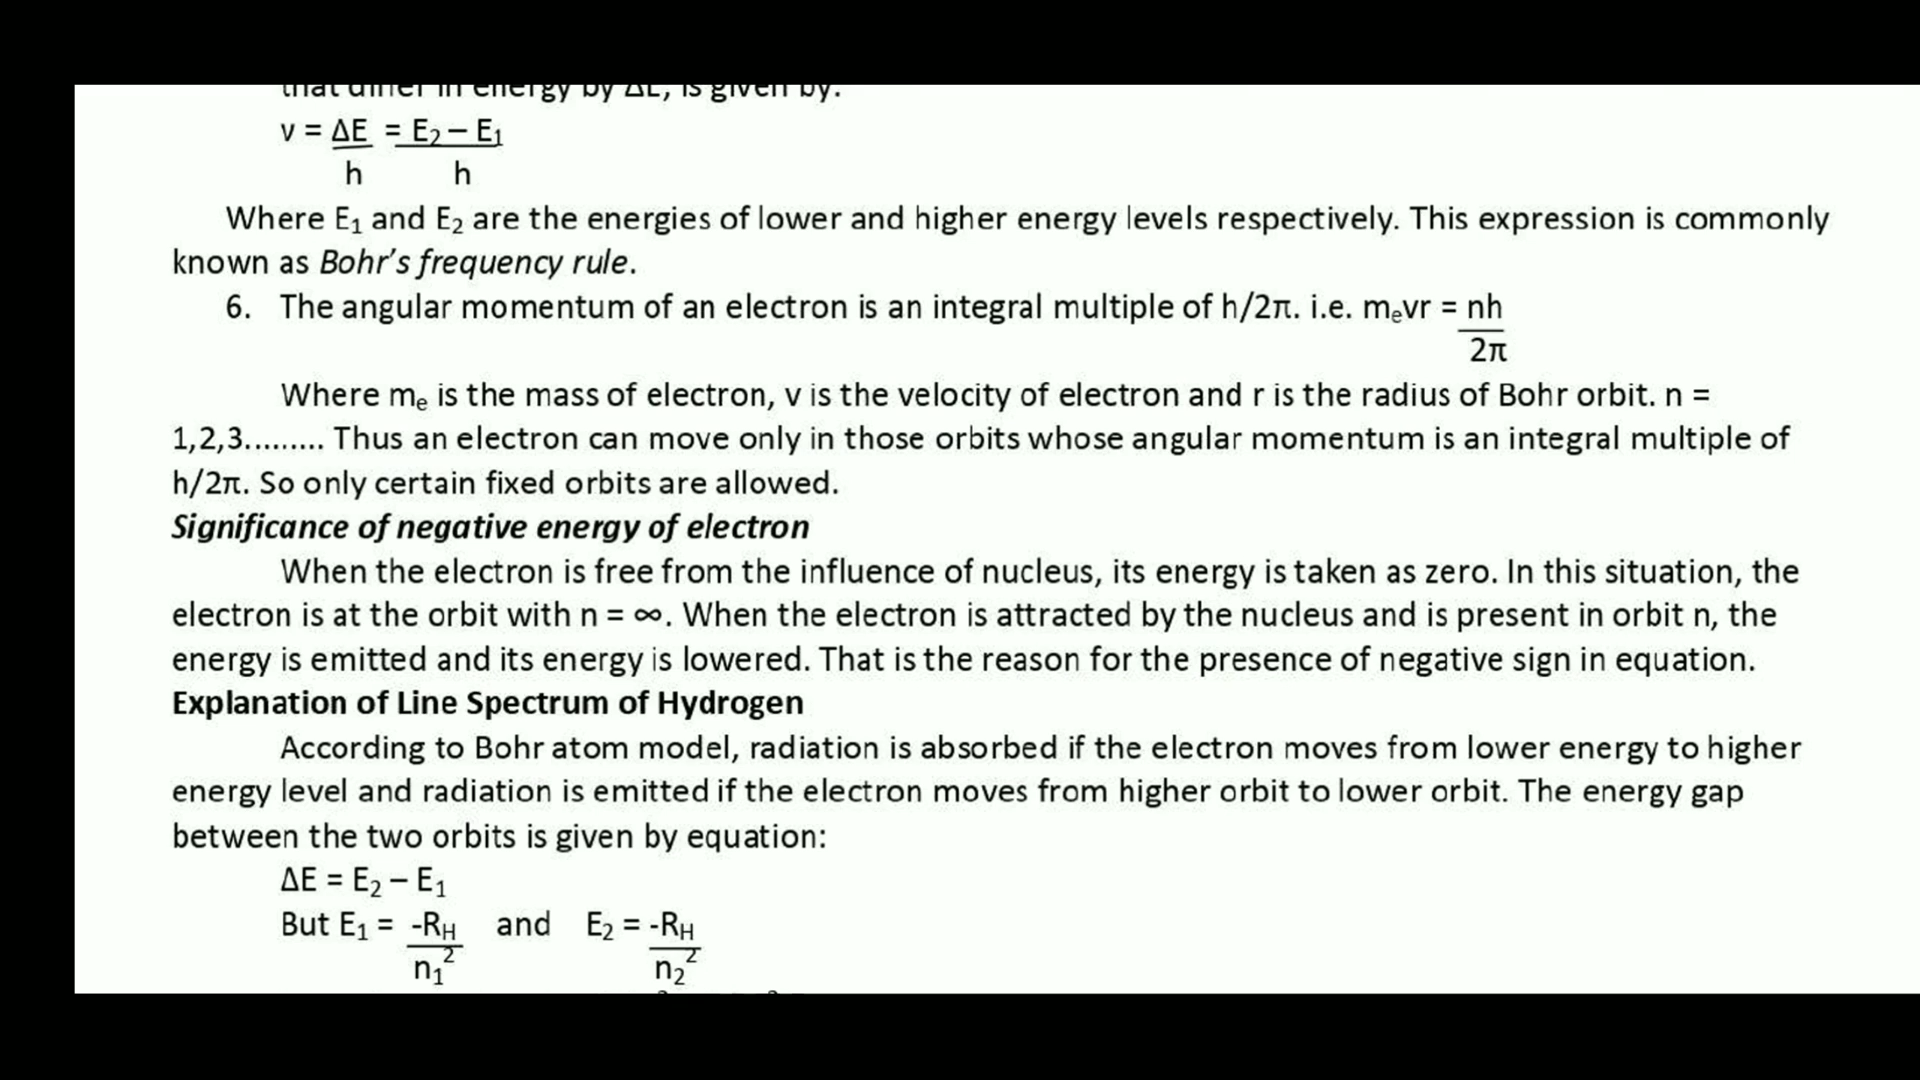 that differ in energy by ΔE, is given by:
ν = ΔE = E₂ – E₁
h h
Where E₁ and E₂ are the energies of lower and higher energy levels respectively. This expression is commonly
known as Bohr's frequency rule.
6. The angular momentum of an electron is an integral multiple of h/2π. i.e. mₑvr = nh
2π
Where mₑ is the mass of electron, v is the velocity of electron and r is the radius of Bohr orbit. n =
1,2,3......... Thus an electron can move only in those orbits whose angular momentum is an integral multiple of
h/2π. So only certain fixed orbits are allowed.
Significance of negative energy of electron
When the electron is free from the influence of nucleus, its energy is taken as zero. In this situation, the
electron is at the orbit with n = ∞. When the electron is attracted by the nucleus and is present in orbit n, the
energy is emitted and its energy is lowered. That is the reason for the presence of negative sign in equation.
Explanation of Line Spectrum of Hydrogen
According to Bohr atom model, radiation is absorbed if the electron moves from lower energy to higher
energy level and radiation is emitted if the electron moves from higher orbit to lower orbit. The energy gap
between the two orbits is given by equation:
ΔE = E₂ – E₁
But E₁ = -R_H and E₂ = -R_H
n₁² n₂²